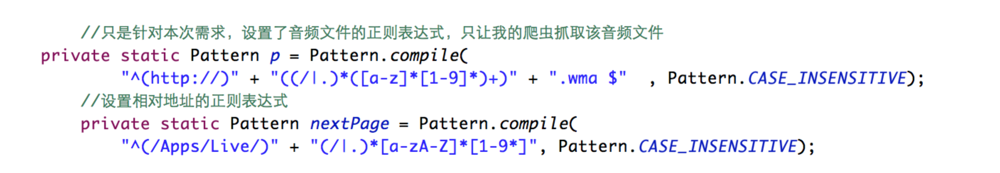 //只是针对本次需求，设置了音频文件的正则表达式，只让我的爬虫抓取该音频文件
private static Pattern p = Pattern.compile(
"^(http://)" + "((/|.)*([a-z]*[1-9]*)+)" + ".wma $"  , Pattern.CASE_INSENSITIVE);
//设置相对地址的正则表达式
private static Pattern nextPage = Pattern.compile(
"^(/Apps/Live/)" + "(/|.)*[a-zA-Z]*[1-9*]", Pattern.CASE_INSENSITIVE);